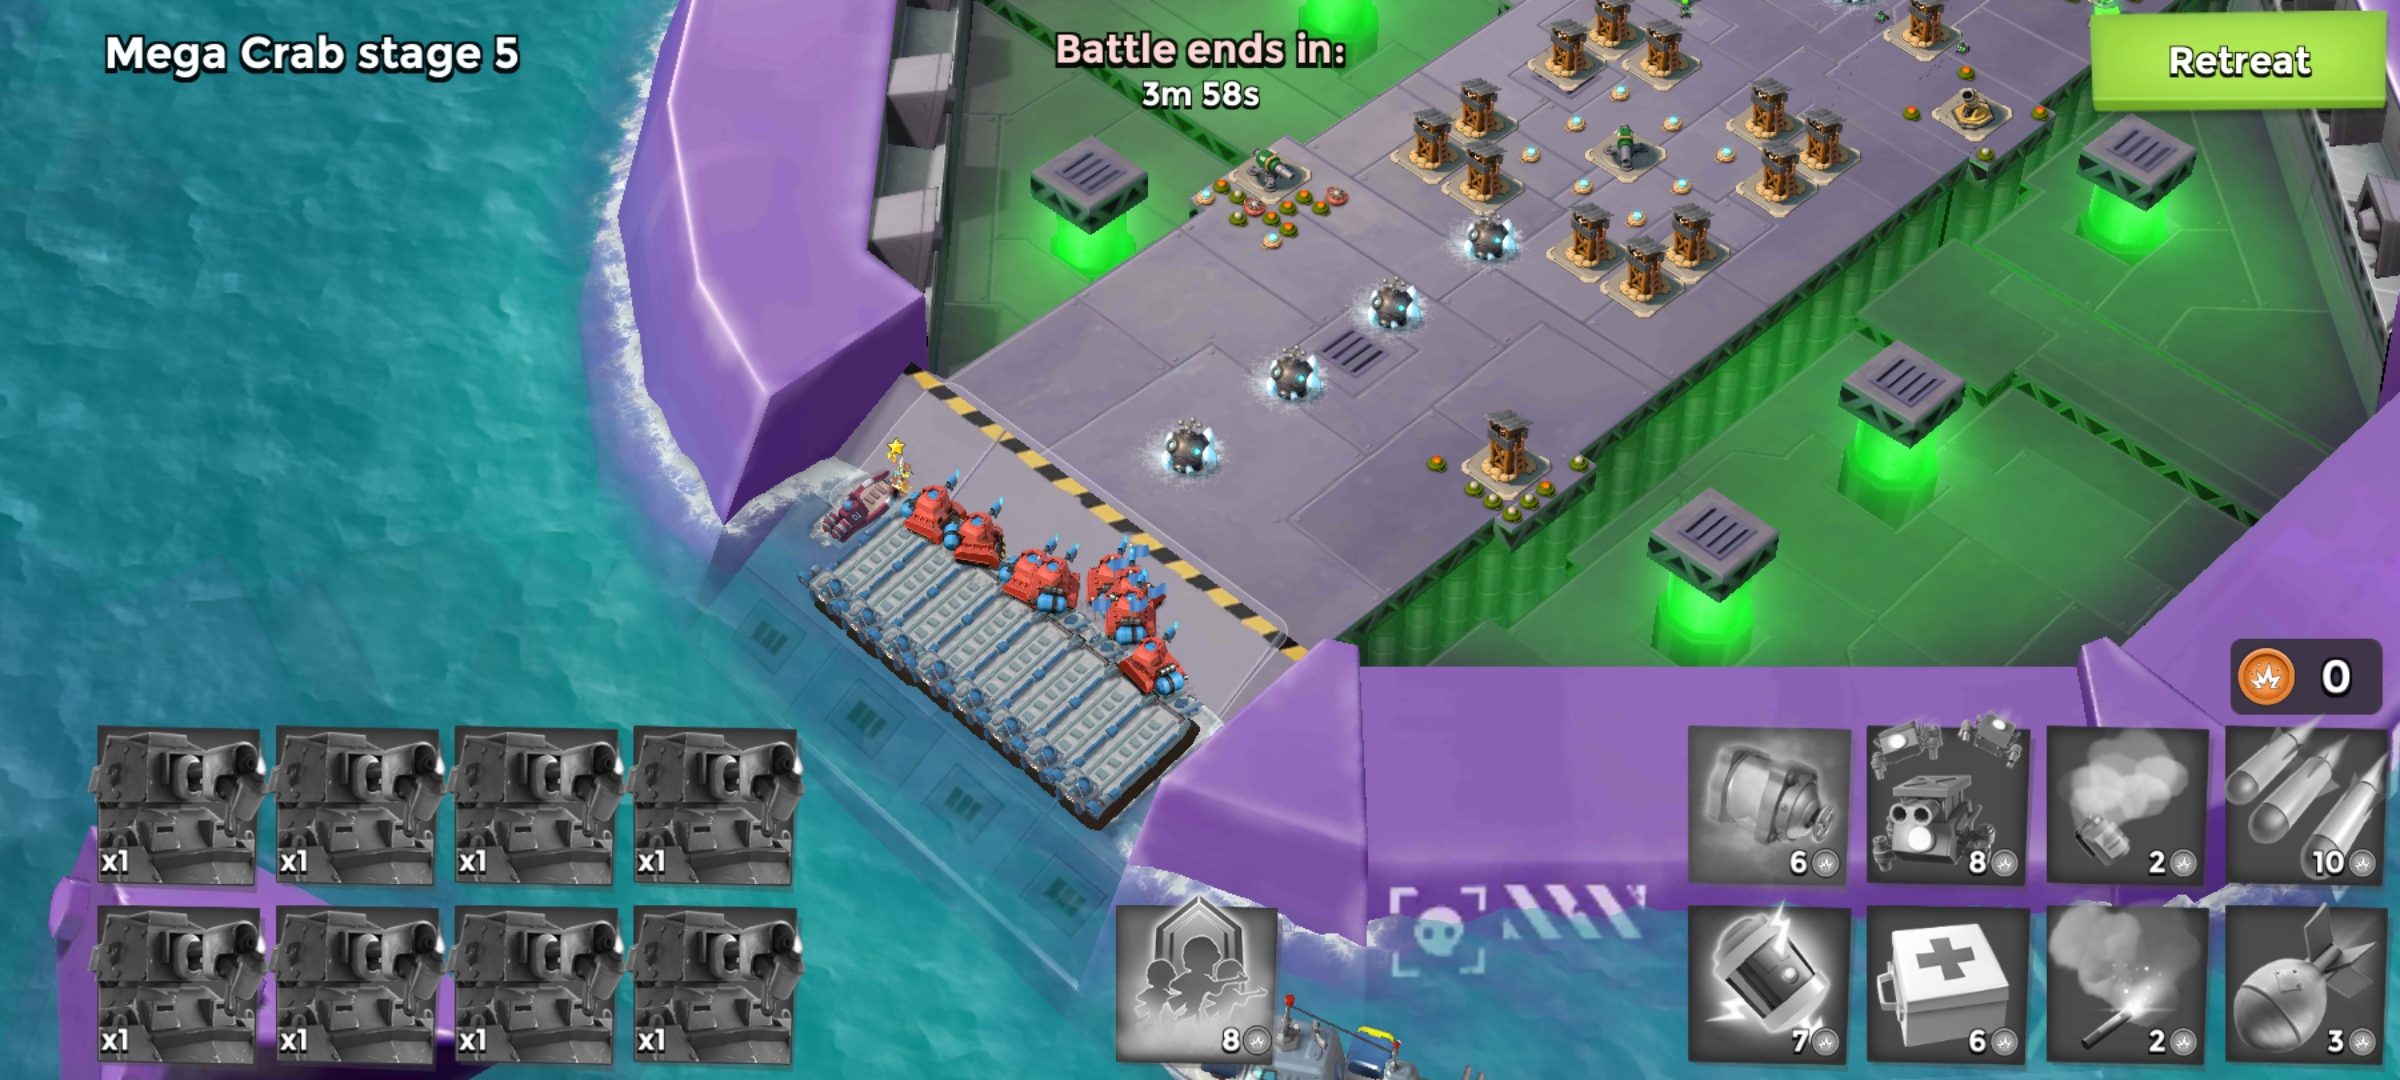 Mega Crab stage 5
Battle ends in:
3m 58s
Retreat
0
x1
x1
x1
x1
6
8
2
10
x1
x1
x1
x1
8
7
6
2
3